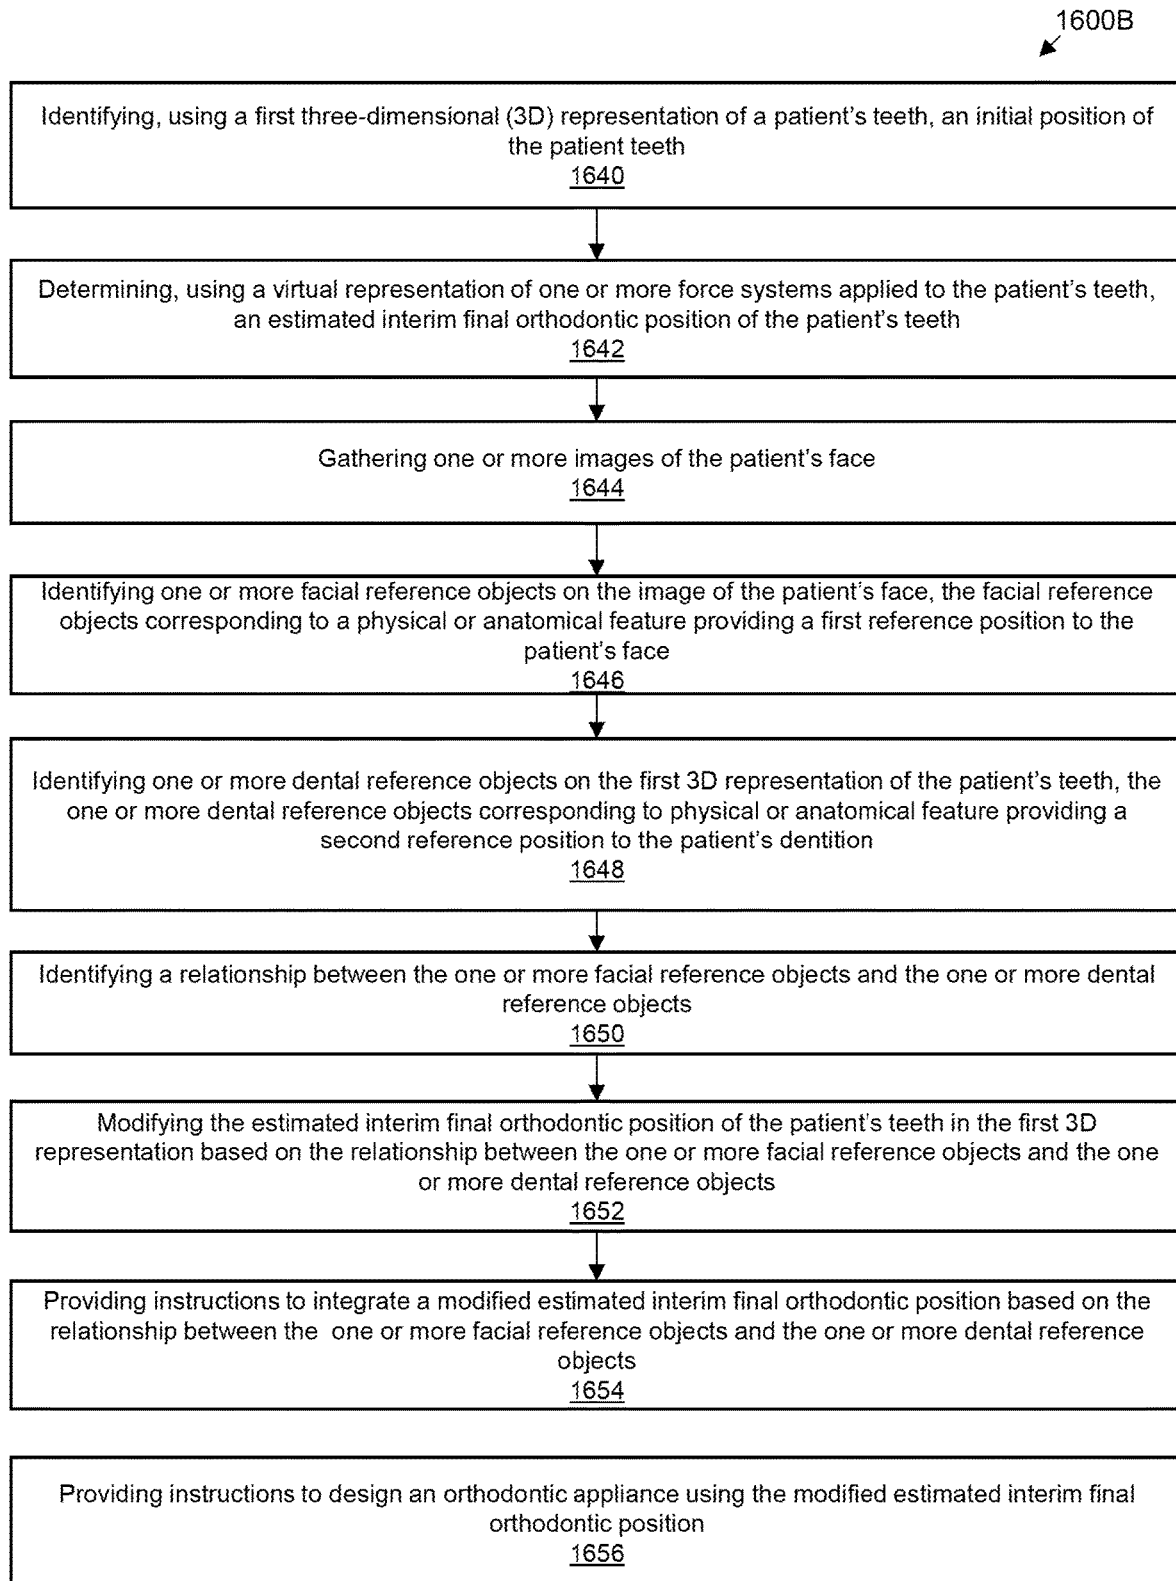 1600B
Identifying, using a first three-dimensional (3D) representation of a patient's teeth, an initial position of
the patient teeth
1640
Determining, using a virtual representation of one or more force systems applied to the patient's teeth,
an estimated interim final orthodontic position of the patient's teeth
1642
Gathering one or more images of the patient's face
1644
Identifying one or more facial reference objects on the image of the patient's face, the facial reference
objects corresponding to a physical or anatomical feature providing a first reference position to the
patient's face
1646
Identifying one or more dental reference objects on the first 3D representation of the patient's teeth, the
one or more dental reference objects corresponding to physical or anatomical feature providing a
second reference position to the patient's dentition
1648
Identifying a relationship between the one or more facial reference objects and the one or more dental
reference objects
1650
Modifying the estimated interim final orthodontic position of the patient's teeth in the first 3D
representation based on the relationship between the one or more facial reference objects and the one
or more dental reference objects
1652
Providing instructions to integrate a modified estimated interim final orthodontic position based on the
relationship between the one or more facial reference objects and the one or more dental reference
objects
1654
Providing instructions to design an orthodontic appliance using the modified estimated interim final
orthodontic position
1656